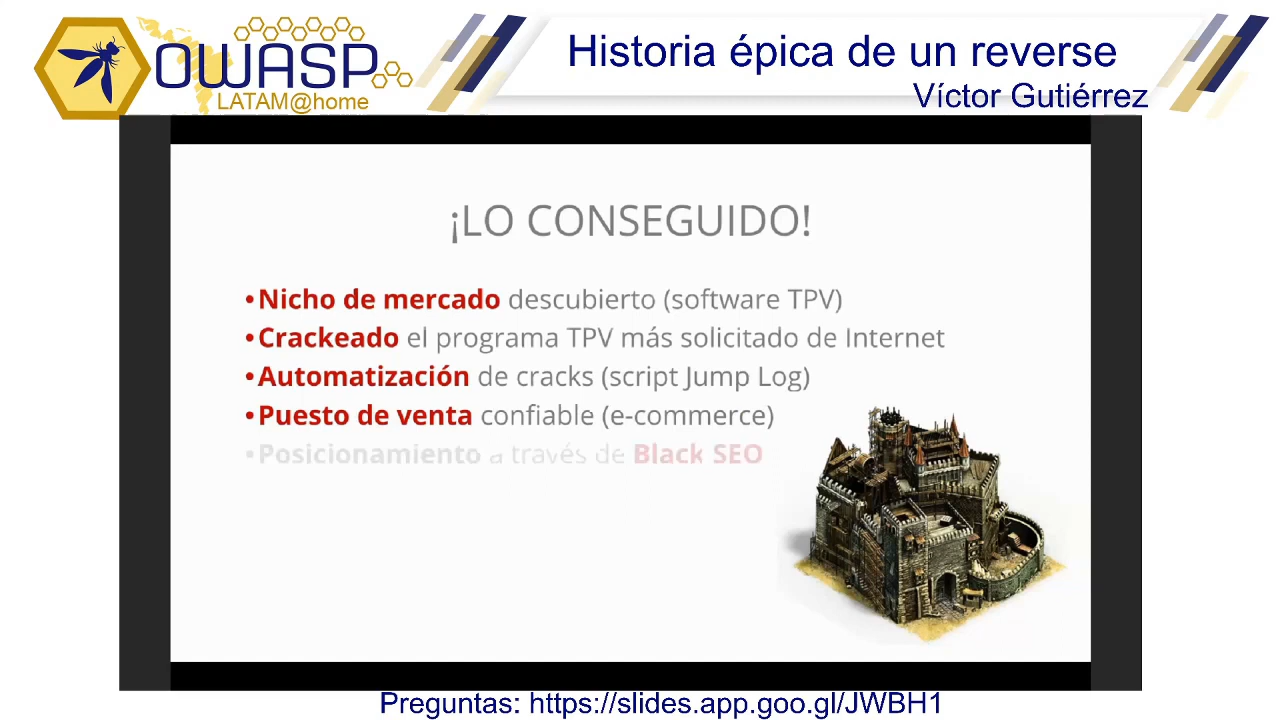 OWASP
LATAM@home
Historia épica de un reverse
Víctor Gutiérrez
¡LO CONSEGUIDO!
•Nicho de mercado descubierto (software TPV)
•Crackeado el programa TPV más solicitado de Internet
•Automatización de cracks (script Jump Log)
•Puesto de venta confiable (e-commerce)
•Posicionamiento a través de Black SEO
Preguntas: https://slides.app.goo.gl/JWBH1